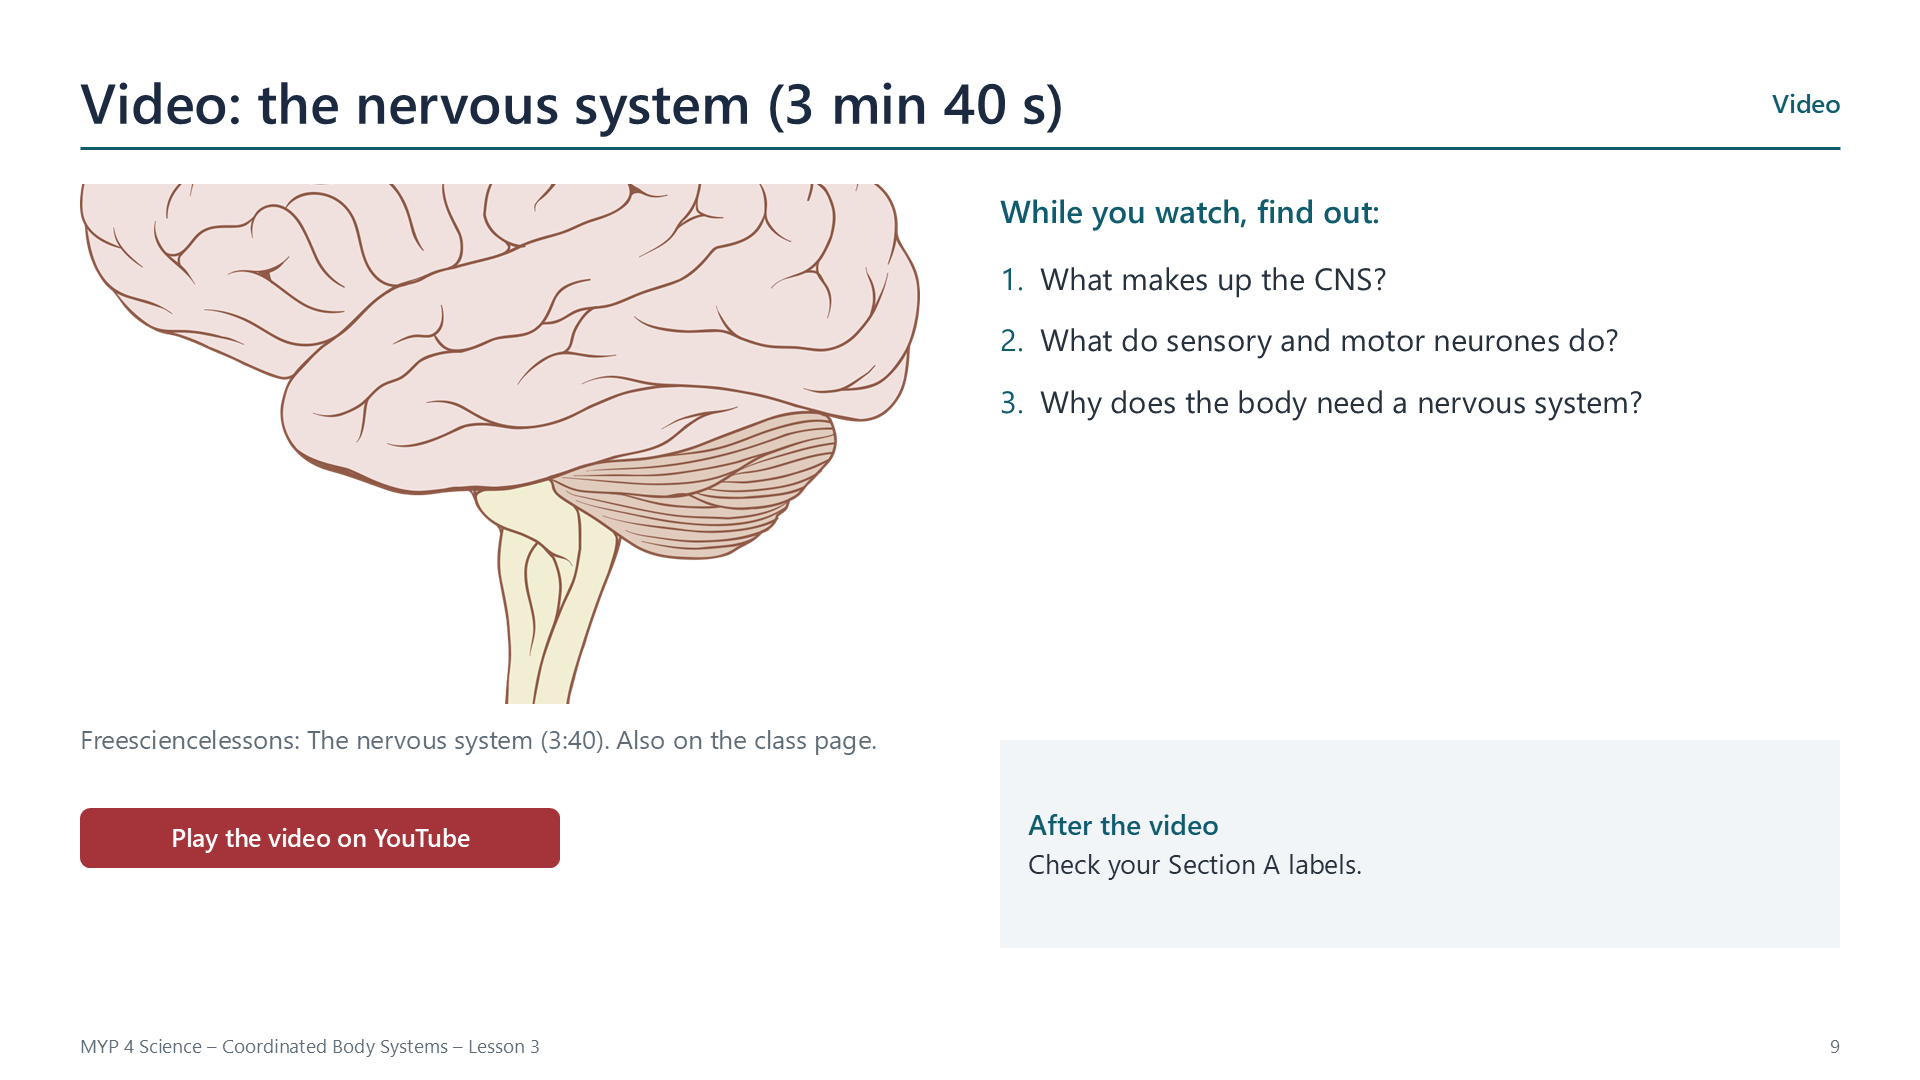 Video: the nervous system (3 min 40 s)
Video
While you watch, find out:
1. What makes up the CNS?
2. What do sensory and motor neurones do?
3. Why does the body need a nervous system?
Freesciencelessons: The nervous system (3:40). Also on the class page.
Play the video on YouTube
After the video
Check your Section A labels.
MYP 4 Science – Coordinated Body Systems – Lesson 3
9